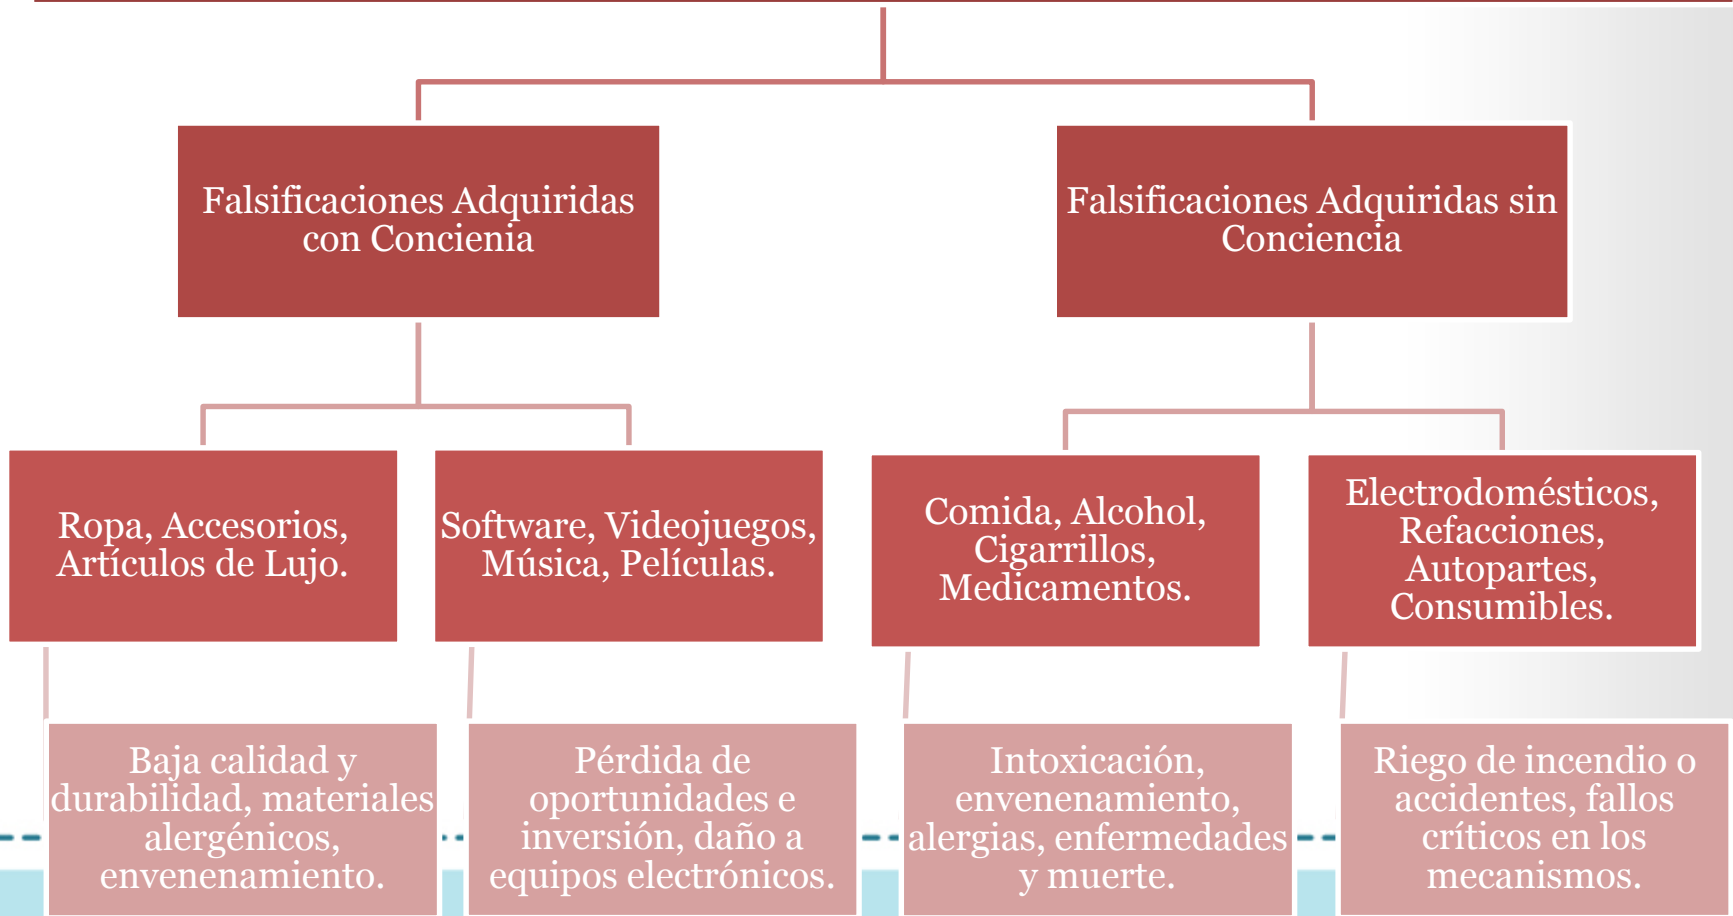 Falsificaciones Adquiridas
con Concienia
Falsificaciones Adquiridas sin
Conciencia
Ropa, Accesorios,
Artículos de Lujo.
Software, Videojuegos,
Música, Películas.
Comida, Alcohol,
Cigarrillos,
Medicamentos.
Electrodomésticos,
Refacciones,
Autopartes,
Consumibles.
Baja calidad y
durabilidad, materiales
alergénicos,
envenenamiento.
Pérdida de
oportunidades e
inversión, daño a
equipos electrónicos.
Intoxicación,
envenenamiento,
alergias, enfermedades
y muerte.
Riego de incendio o
accidentes, fallos
críticos en los
mecanismos.